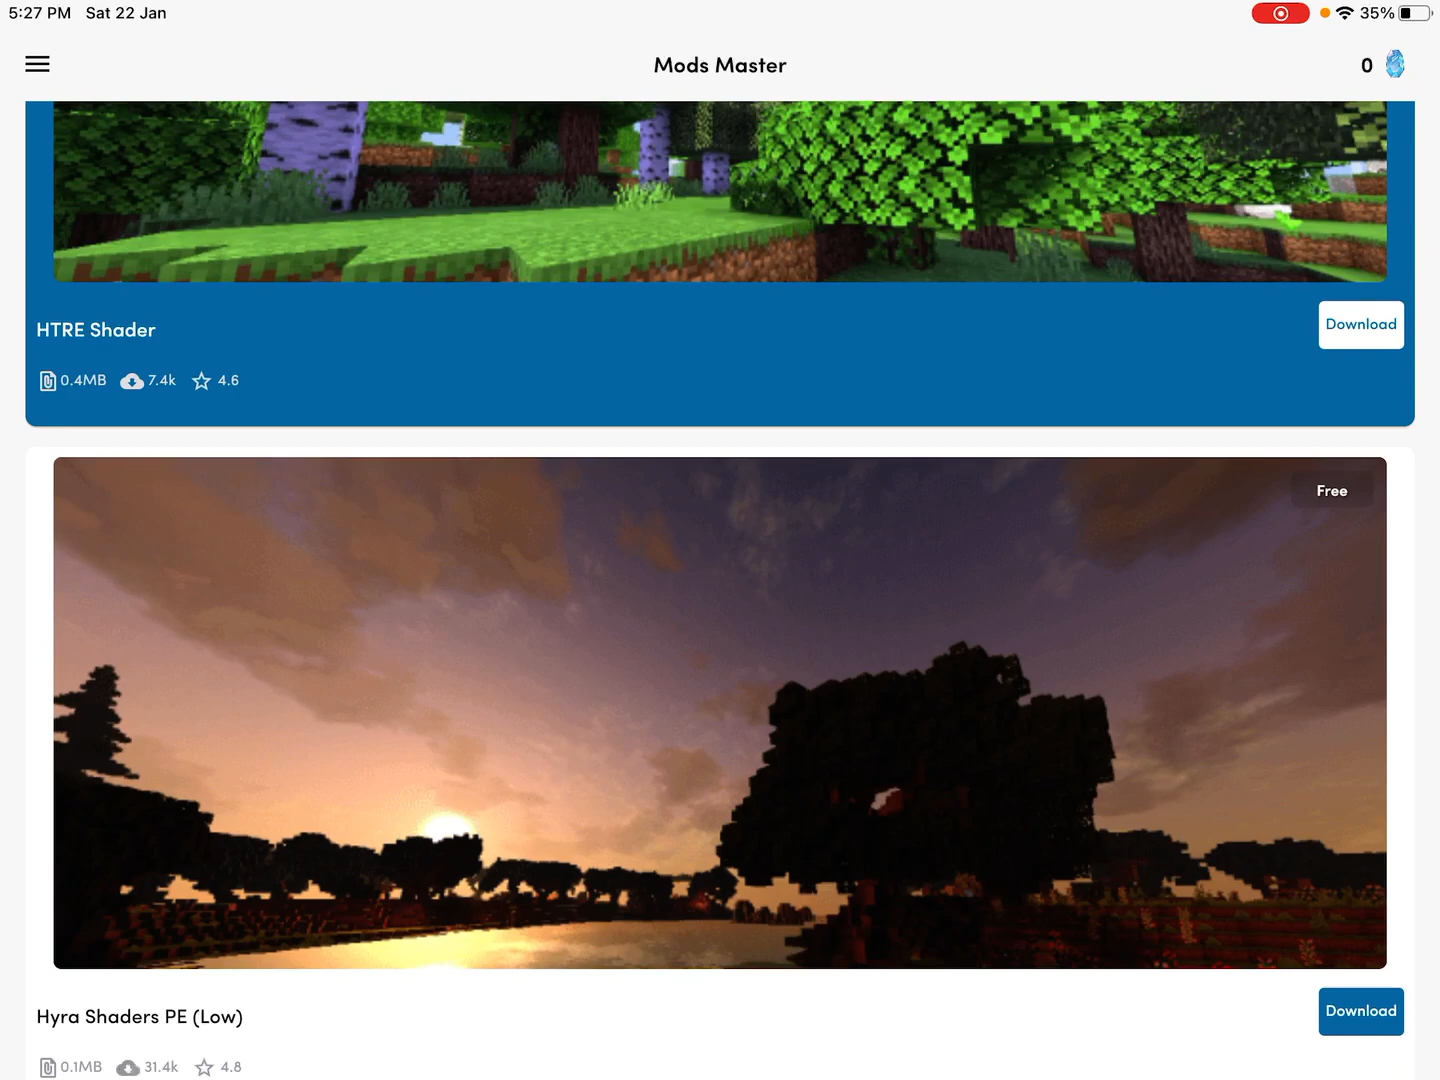 5:27 PM Sat 22 Jan 35%
Mods Master 0
HTRE Shader Download
0.4MB 7.4k 4.6
Free
Hyra Shaders PE (Low) Download
0.1MB 31.4k 4.8